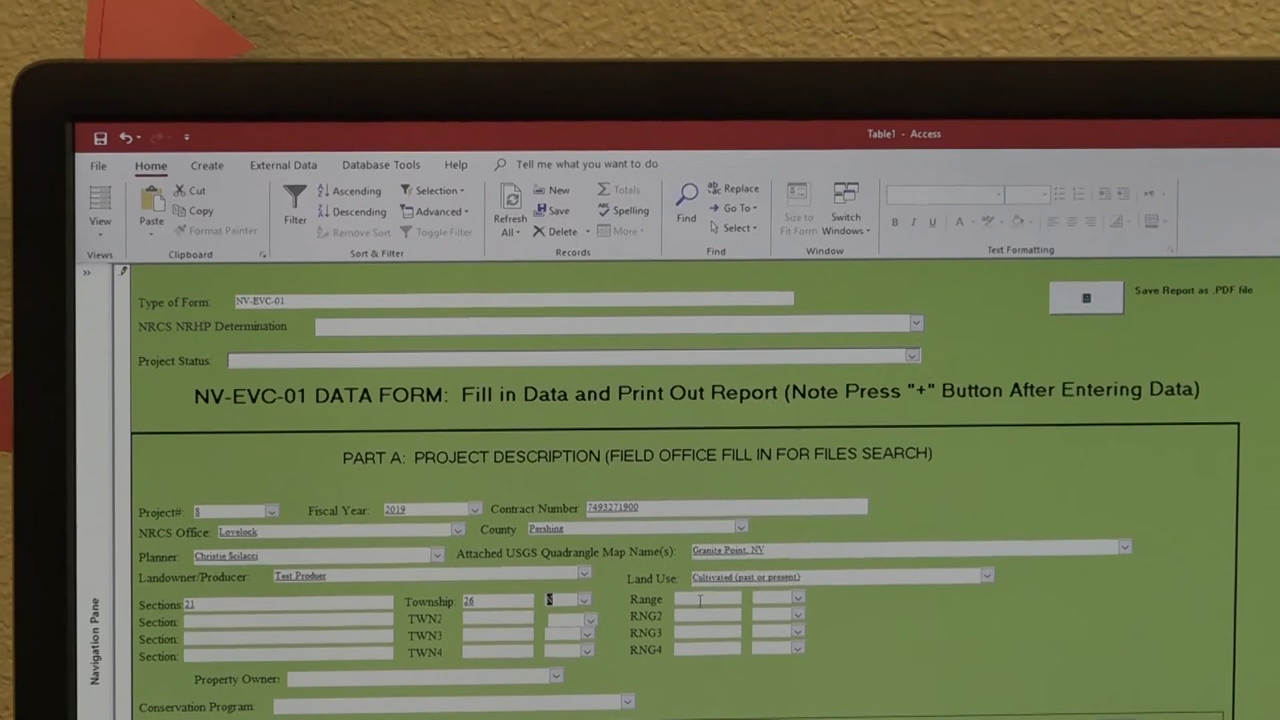 Table1 - Access
File Home Create External Data Database Tools Help Tell me what you want to do
View Paste Cut Copy Format Painter Filter Ascending Descending Remove Sort Selection Advanced Toggle Filter Refresh All New Save Delete Totals Spelling More Find Replace Go To Select Size to Fit Form Switch Windows B I U A
Views Clipboard Sort & Filter Records Find Window Text Formatting
Type of Form: NV-EVC-01
Save Report as .PDF file
NRCS NRHP Determination
Project Status:
NV-EVC-01 DATA FORM: Fill in Data and Print Out Report (Note Press "+" Button After Entering Data)
PART A: PROJECT DESCRIPTION (FIELD OFFICE FILL IN FOR FILES SEARCH)
Project#: Fiscal Year: 2019 Contract Number 7493271900
NRCS Office: Lovelock County Pershing
Planner: Christie Scilacci Attached USGS Quadrangle Map Name(s): Granite Point, NV
Landowner/Producer: Test Produer Land Use: Cultivated (past or present)
Sections: 21 Township: 26 Range
Section: TWN2 RNG2
Section: TWN3 RNG3
Section: TWN4 RNG4
Property Owner:
Conservation Program:
Navigation Pane